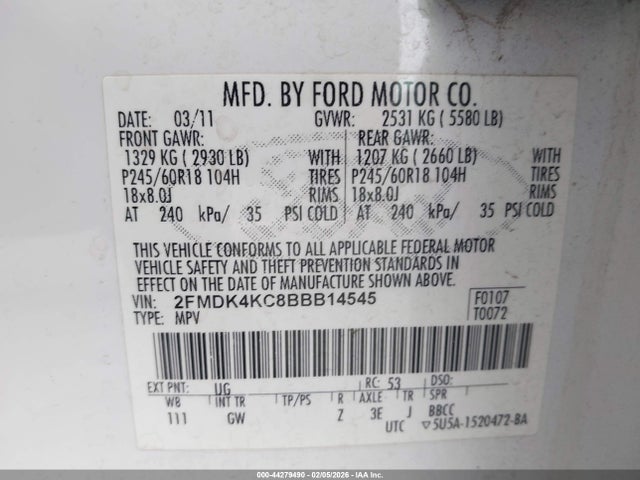 MFD. BY FORD MOTOR CO.
DATE: 03/11 GVWR: 2531 KG ( 5580 LB)
FRONT GAWR: REAR GAWR:
1329 KG ( 2930 LB) WITH 1207 KG ( 2660 LB) WITH
P245/60R18 104H TIRES P245/60R18 104H TIRES
18x8.0J RIMS 18x8.0J RIMS
AT 240 kPa/ 35 PSI COLD AT 240 kPa/ 35 PSI COLD
THIS VEHICLE CONFORMS TO ALL APPLICABLE FEDERAL MOTOR
VEHICLE SAFETY AND THEFT PREVENTION STANDARDS IN
EFFECT ON THE DATE OF MANUFACTURE SHOWN ABOVE.
VIN: 2FMDK4KC8BBB14545 F0107
TYPE: MPV T0072
EXT PNT: UG RC: 53 DSO:
WB INT TR TP/PS R AXLE TR SPR
111 GW Z 3E J BBCC
UTC ▽5U5A-1520472-BA
000-44279490 - 02/05/2026 - IAA Inc.